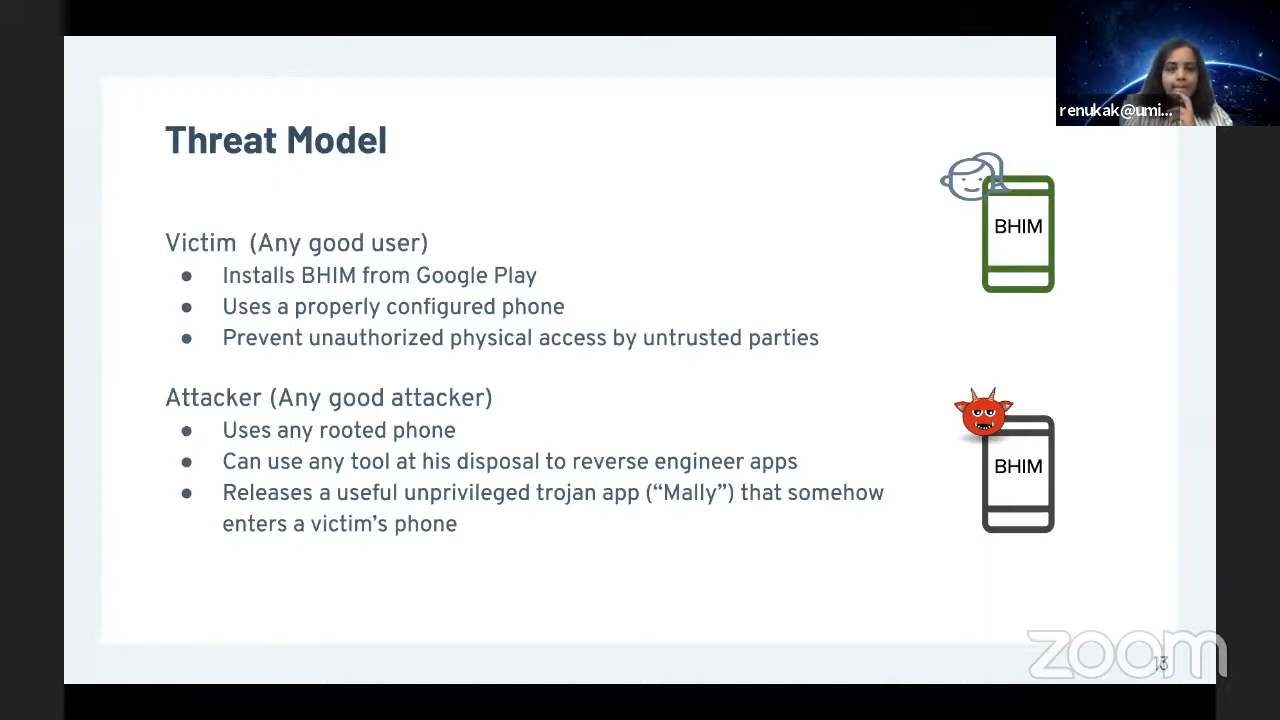 renukak@umi...
Threat Model
BHIM
Victim (Any good user)
● Installs BHIM from Google Play
● Uses a properly configured phone
● Prevent unauthorized physical access by untrusted parties
Attacker (Any good attacker)
● Uses any rooted phone
● Can use any tool at his disposal to reverse engineer apps
BHIM
● Releases a useful unprivileged trojan app (“Mally”) that somehow
enters a victim’s phone
zoom
13